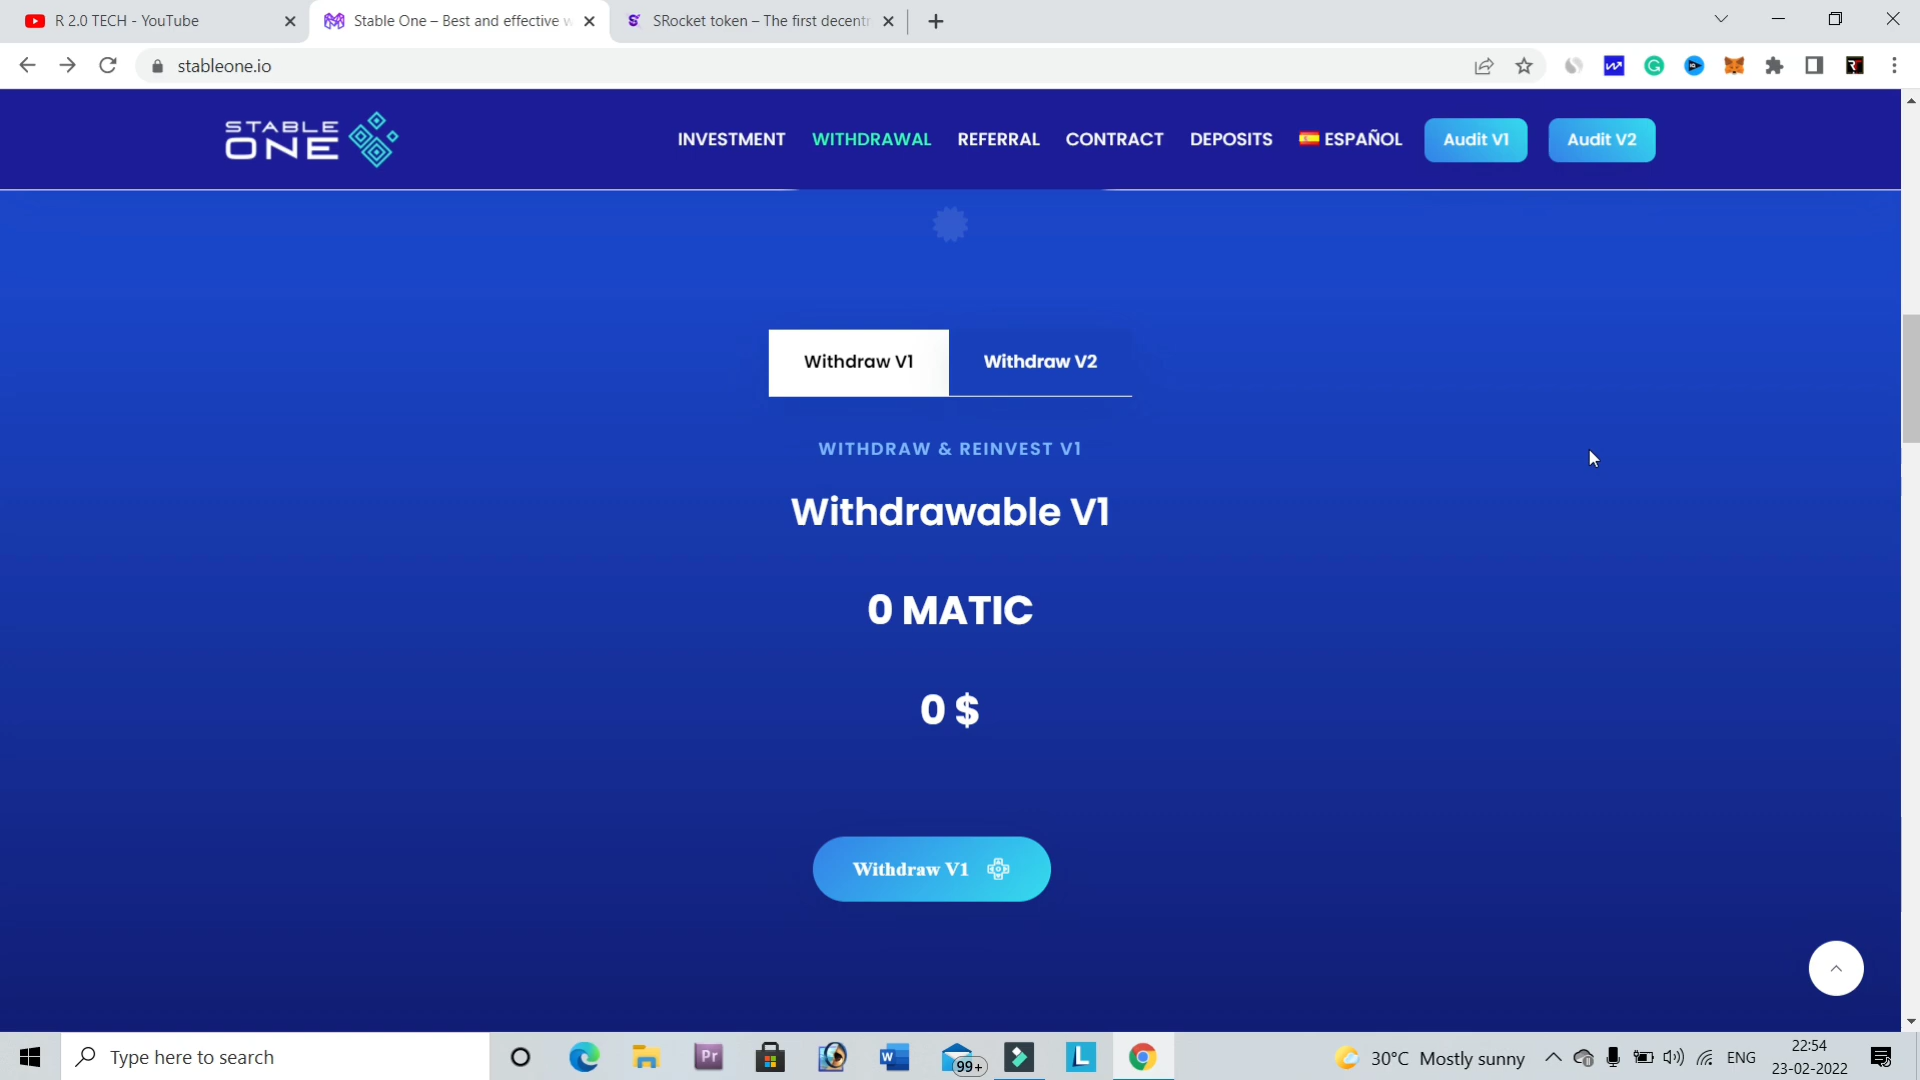 R 2.0 TECH - YouTube
Stable One – Best and effective w
SRocket token – The first decentr
stableone.io
STABLE
ONE
INVESTMENT
WITHDRAWAL
REFERRAL
CONTRACT
DEPOSITS
ESPAÑOL
Audit V1
Audit V2
Withdraw V1
Withdraw V2
WITHDRAW & REINVEST V1
Withdrawable V1
0 MATIC
0 $
Withdraw V1
Type here to search
Pr
W
99+
L
30°C Mostly sunny
ENG
22:54
23-02-2022